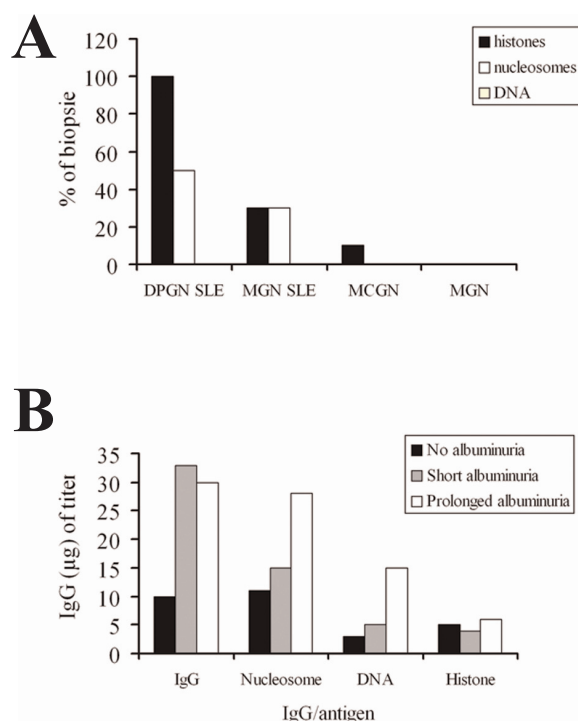 A
120
100
80
60
40
20
0
% of biopsie
histones
nucleosomes
DNA
DPGN SLE MGN SLE MCGN MGN
B
35
30
25
20
15
10
5
0
IgG (µg) of titer
No albuminuria
Short albuminuria
Prolonged albuminuria
IgG Nucleosome DNA Histone
IgG/antigen